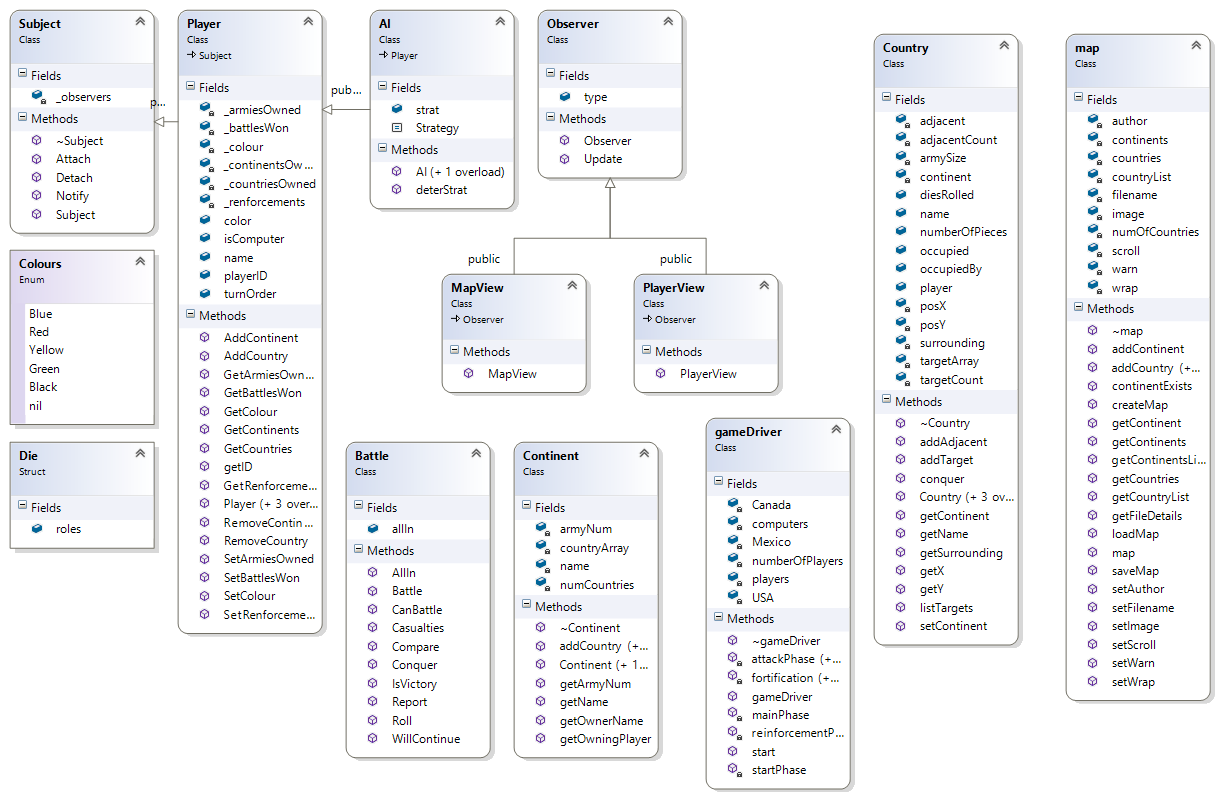 Subject
Class
Fields
_observers
Methods
~Subject
Attach
Detach
Notify
Subject
p...
Player
Class
Subject
Fields
_armiesOwned
_battlesWon
_colour
_continentsOw...
_countriesOwned
_renforcements
color
isComputer
name
playerID
turnOrder
Methods
AddContinent
AddCountry
GetArmiesOwn...
GetBattlesWon
GetColour
GetContinents
GetCountries
getID
GetRenforceme...
Player (+ 3 over...
RemoveContin...
RemoveCountry
SetArmiesOwned
SetBattlesWon
SetColour
SetRenforceme...
pub...
AI
Class
Player
Fields
strat
Strategy
Methods
AI (+ 1 overload)
deterStrat
Observer
Class
Fields
type
Methods
Observer
Update
public
public
MapView
Class
Observer
Methods
MapView
PlayerView
Class
Observer
Methods
PlayerView
Colours
Enum
Blue
Red
Yellow
Green
Black
nil
Die
Struct
Fields
roles
Battle
Class
Fields
allIn
Methods
AllIn
Battle
CanBattle
Casualties
Compare
Conquer
IsVictory
Report
Roll
WillContinue
Continent
Class
Fields
armyNum
countryArray
name
numCountries
Methods
~Continent
addCountry (+...
Continent (+ 1...
getArmyNum
getName
getOwnerName
getOwningPlayer
gameDriver
Class
Fields
Canada
computers
Mexico
numberOfPlayers
players
USA
Methods
~gameDriver
attackPhase (+...
fortification (+...
gameDriver
mainPhase
reinforcementP...
start
startPhase
Country
Class
Fields
adjacent
adjacentCount
armySize
continent
diesRolled
name
numberOfPieces
occupied
occupiedBy
player
posX
posY
surrounding
targetArray
targetCount
Methods
~Country
addAdjacent
addTarget
conquer
Country (+ 3 ov...
getContinent
getName
getSurrounding
getX
getY
listTargets
setContinent
map
Class
Fields
author
continents
countries
countryList
filename
image
numOfCountries
scroll
warn
wrap
Methods
~map
addContinent
addCountry (+...
continentExists
createMap
getContinent
getContinents
getContinentsLi...
getCountries
getCountryList
getFileDetails
loadMap
map
saveMap
setAuthor
setFilename
setImage
setScroll
setWarn
setWrap